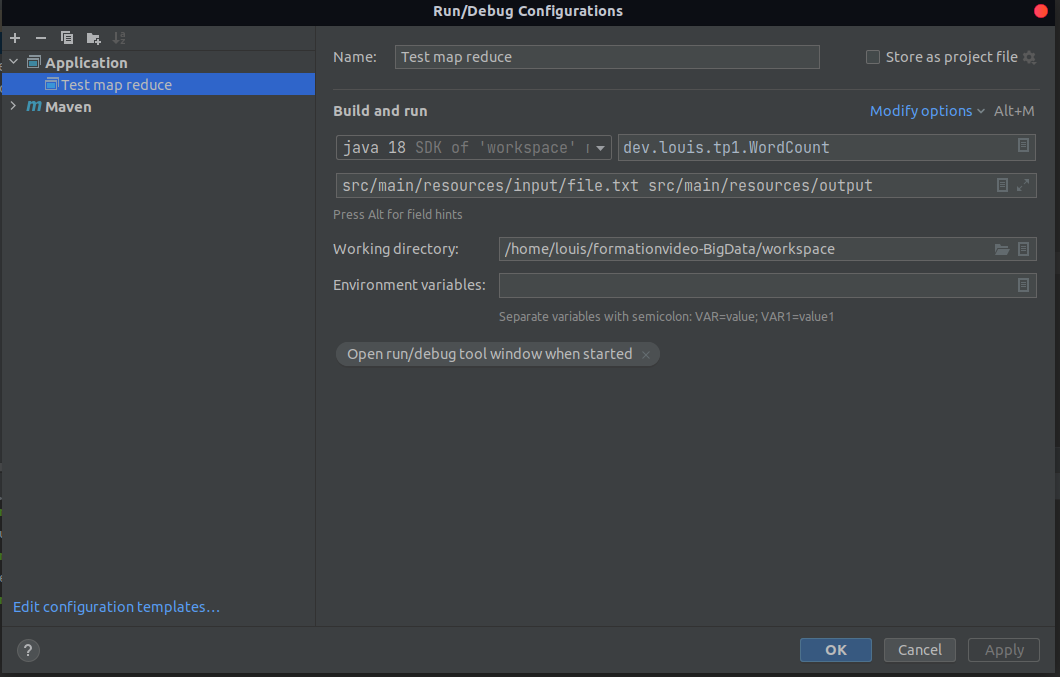 Run/Debug Configurations
Application
Test map reduce
Maven
Edit configuration templates...
Name: Test map reduce Store as project file
Build and run Modify options Alt+M
java 18 SDK of 'workspace' dev.louis.tp1.WordCount
src/main/resources/input/file.txt src/main/resources/output
Press Alt for field hints
Working directory: /home/louis/formationvideo-BigData/workspace
Environment variables:
Separate variables with semicolon: VAR=value; VAR1=value1
Open run/debug tool window when started
? OK Cancel Apply